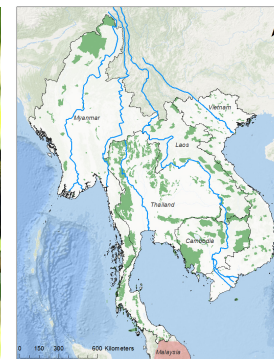 Myanmar
Vietnam
Laos
Thailand
Cambodia
0 150 300 600 Kilometers
Malaysia